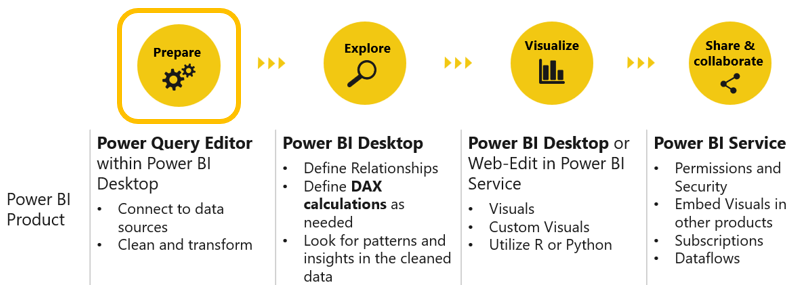 Prepare
Explore
Visualize
Share &
collaborate
Power BI
Product
Power Query Editor
within Power BI
Desktop
• Connect to data
sources
• Clean and transform
Power BI Desktop
• Define Relationships
• Define DAX
calculations as
needed
• Look for patterns and
insights in the cleaned
data
Power BI Desktop or
Web-Edit in Power BI
Service
• Visuals
• Custom Visuals
• Utilize R or Python
Power BI Service
• Permissions and
Security
• Embed Visuals in
other products
• Subscriptions
• Dataflows